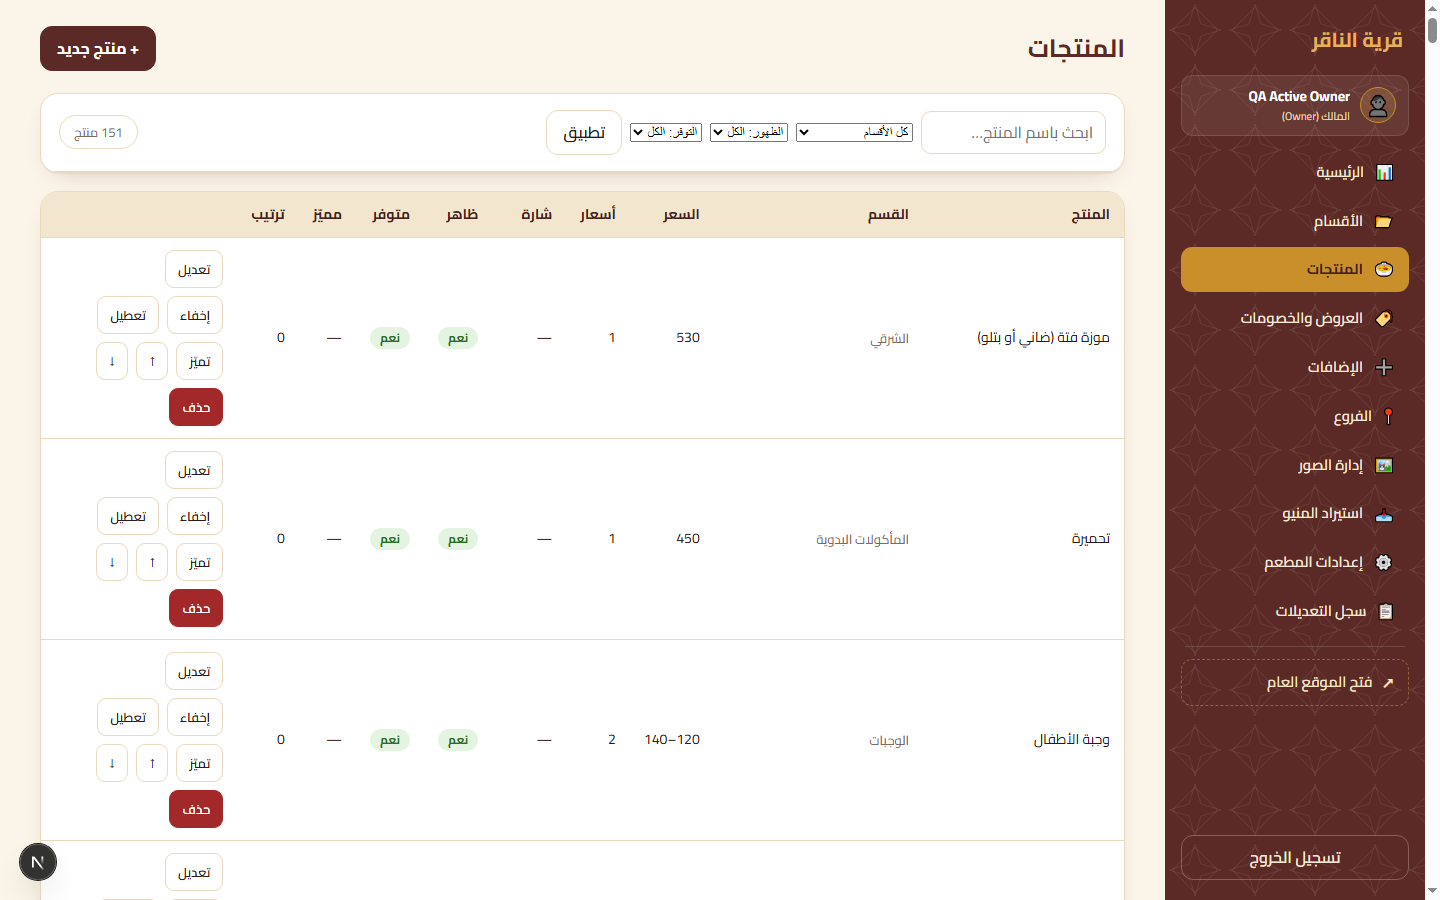 قرية الناقر
QA Active Owner
المالك (Owner)
الرئيسية
الأقسام
المنتجات
العروض والخصومات
الإضافات
الفروع
إدارة الصور
استيراد المنيو
إعدادات المطعم
سجل التعديلات
فتح الموقع العام ↗
تسجيل الخروج
المنتجات
+ منتج جديد
ابحث باسم المنتج...
كل الأقسام
الظهور: الكل
التوفر: الكل
تطبيق
151 منتج
المنتج القسم السعر أسعار شارة ظاهر متوفر مميّز ترتيب
موزة فتة (ضاني أو بتلو) الشرقي 530 1 — نعم نعم — 0
تعديل
إخفاء تعطيل
تميّز ↑ ↓
حذف
تحميرة المأكولات البدوية 450 1 — نعم نعم — 0
تعديل
إخفاء تعطيل
تميّز ↑ ↓
حذف
وجبة الأطفال الوجبات 120–140 2 — نعم نعم — 0
تعديل
إخفاء تعطيل
تميّز ↑ ↓
حذف
تعديل
N